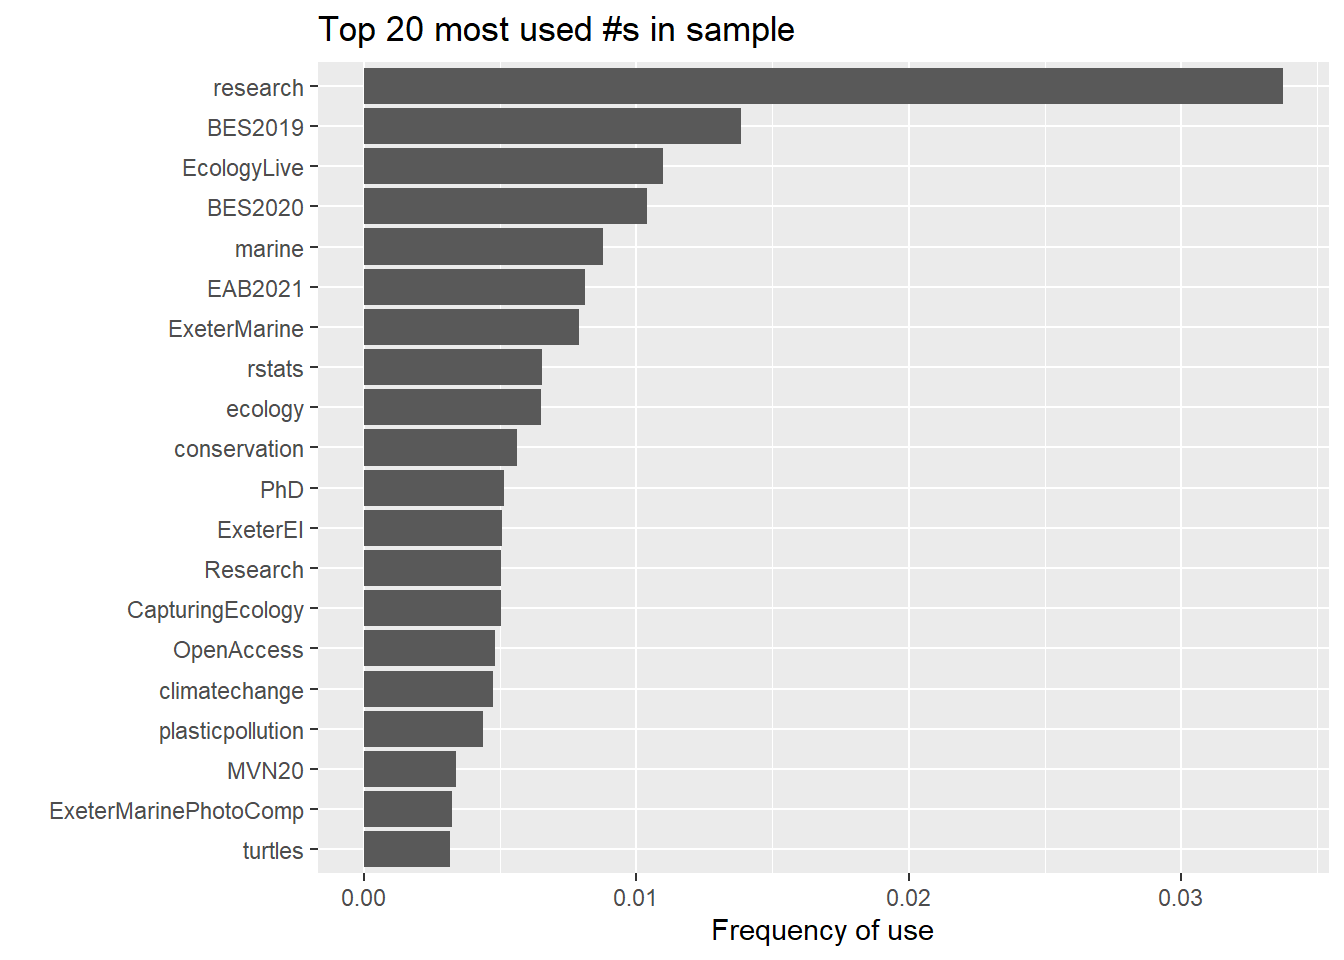 Top 20 most used #s in sample
research
BES2019
EcologyLive
BES2020
marine
EAB2021
ExeterMarine
rstats
ecology
conservation
PhD
ExeterEI
Research
CapturingEcology
OpenAccess
climatechange
plasticpollution
MVN20
ExeterMarinePhotoComp
turtles
0.00 0.01 0.02 0.03
Frequency of use